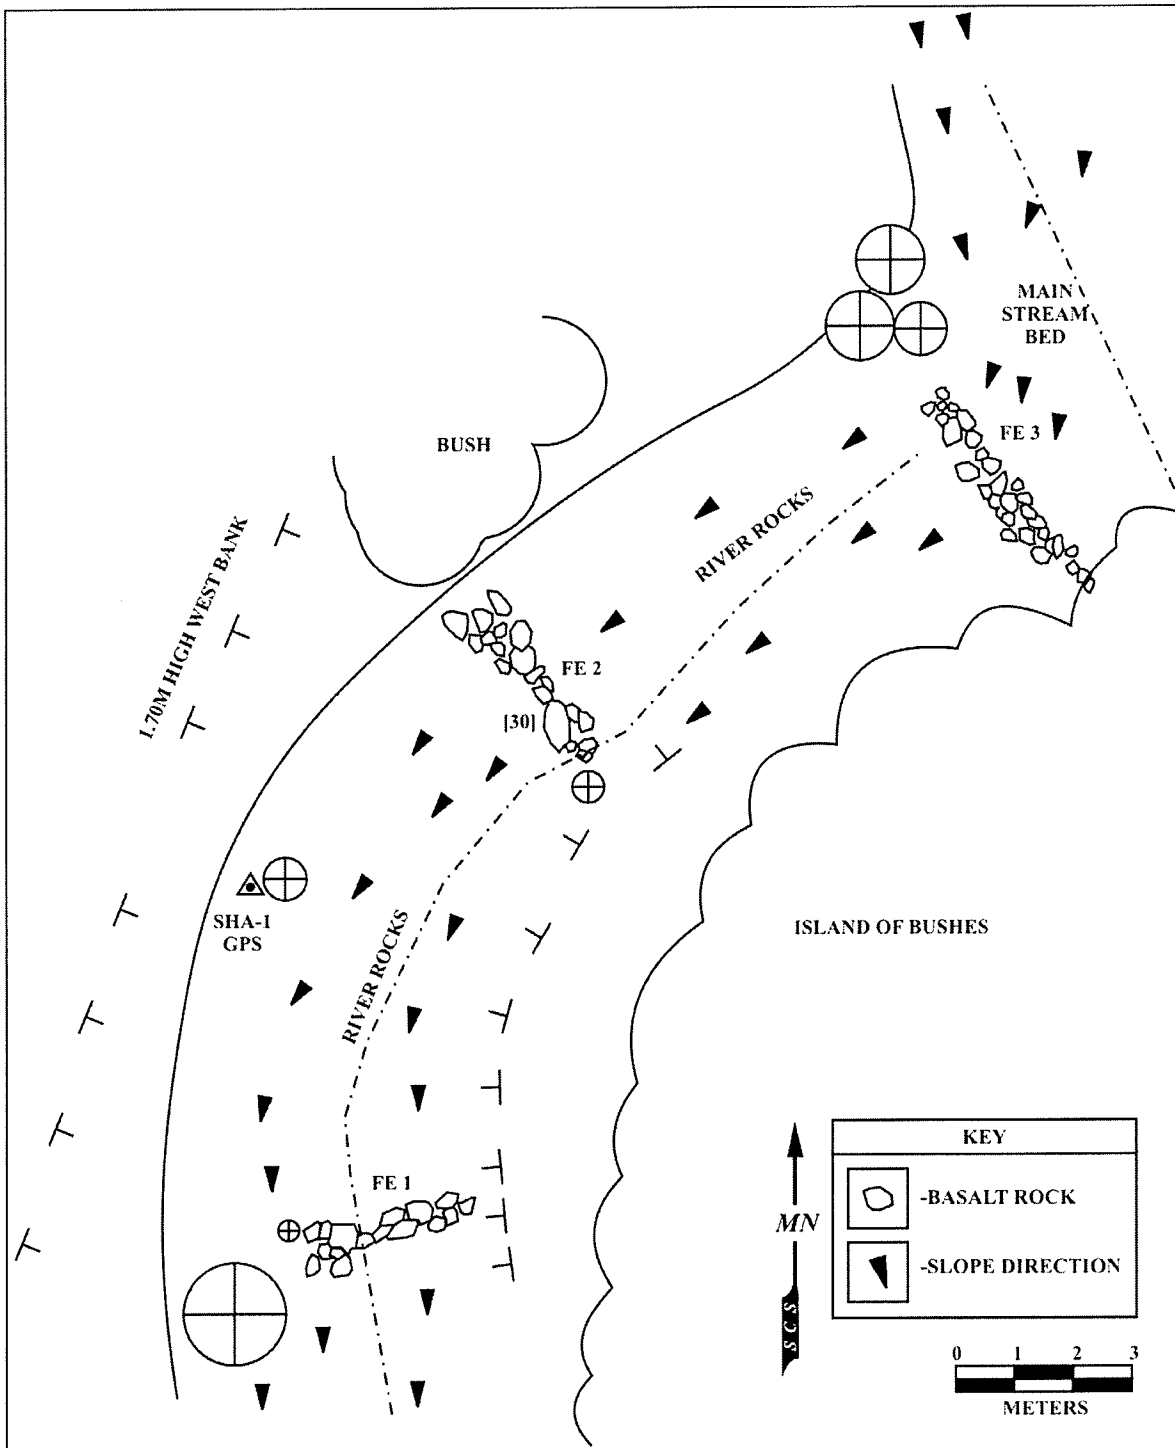 MAIN
STREAM
BED
FE 3
BUSH
RIVER ROCKS
1.70M HIGH WEST BANK
FE 2
[30]
SHA-1
GPS
RIVER ROCKS
ISLAND OF BUSHES
FE 1
KEY
-BASALT ROCK
-SLOPE DIRECTION
MN
SCS
0 1 2 3
METERS